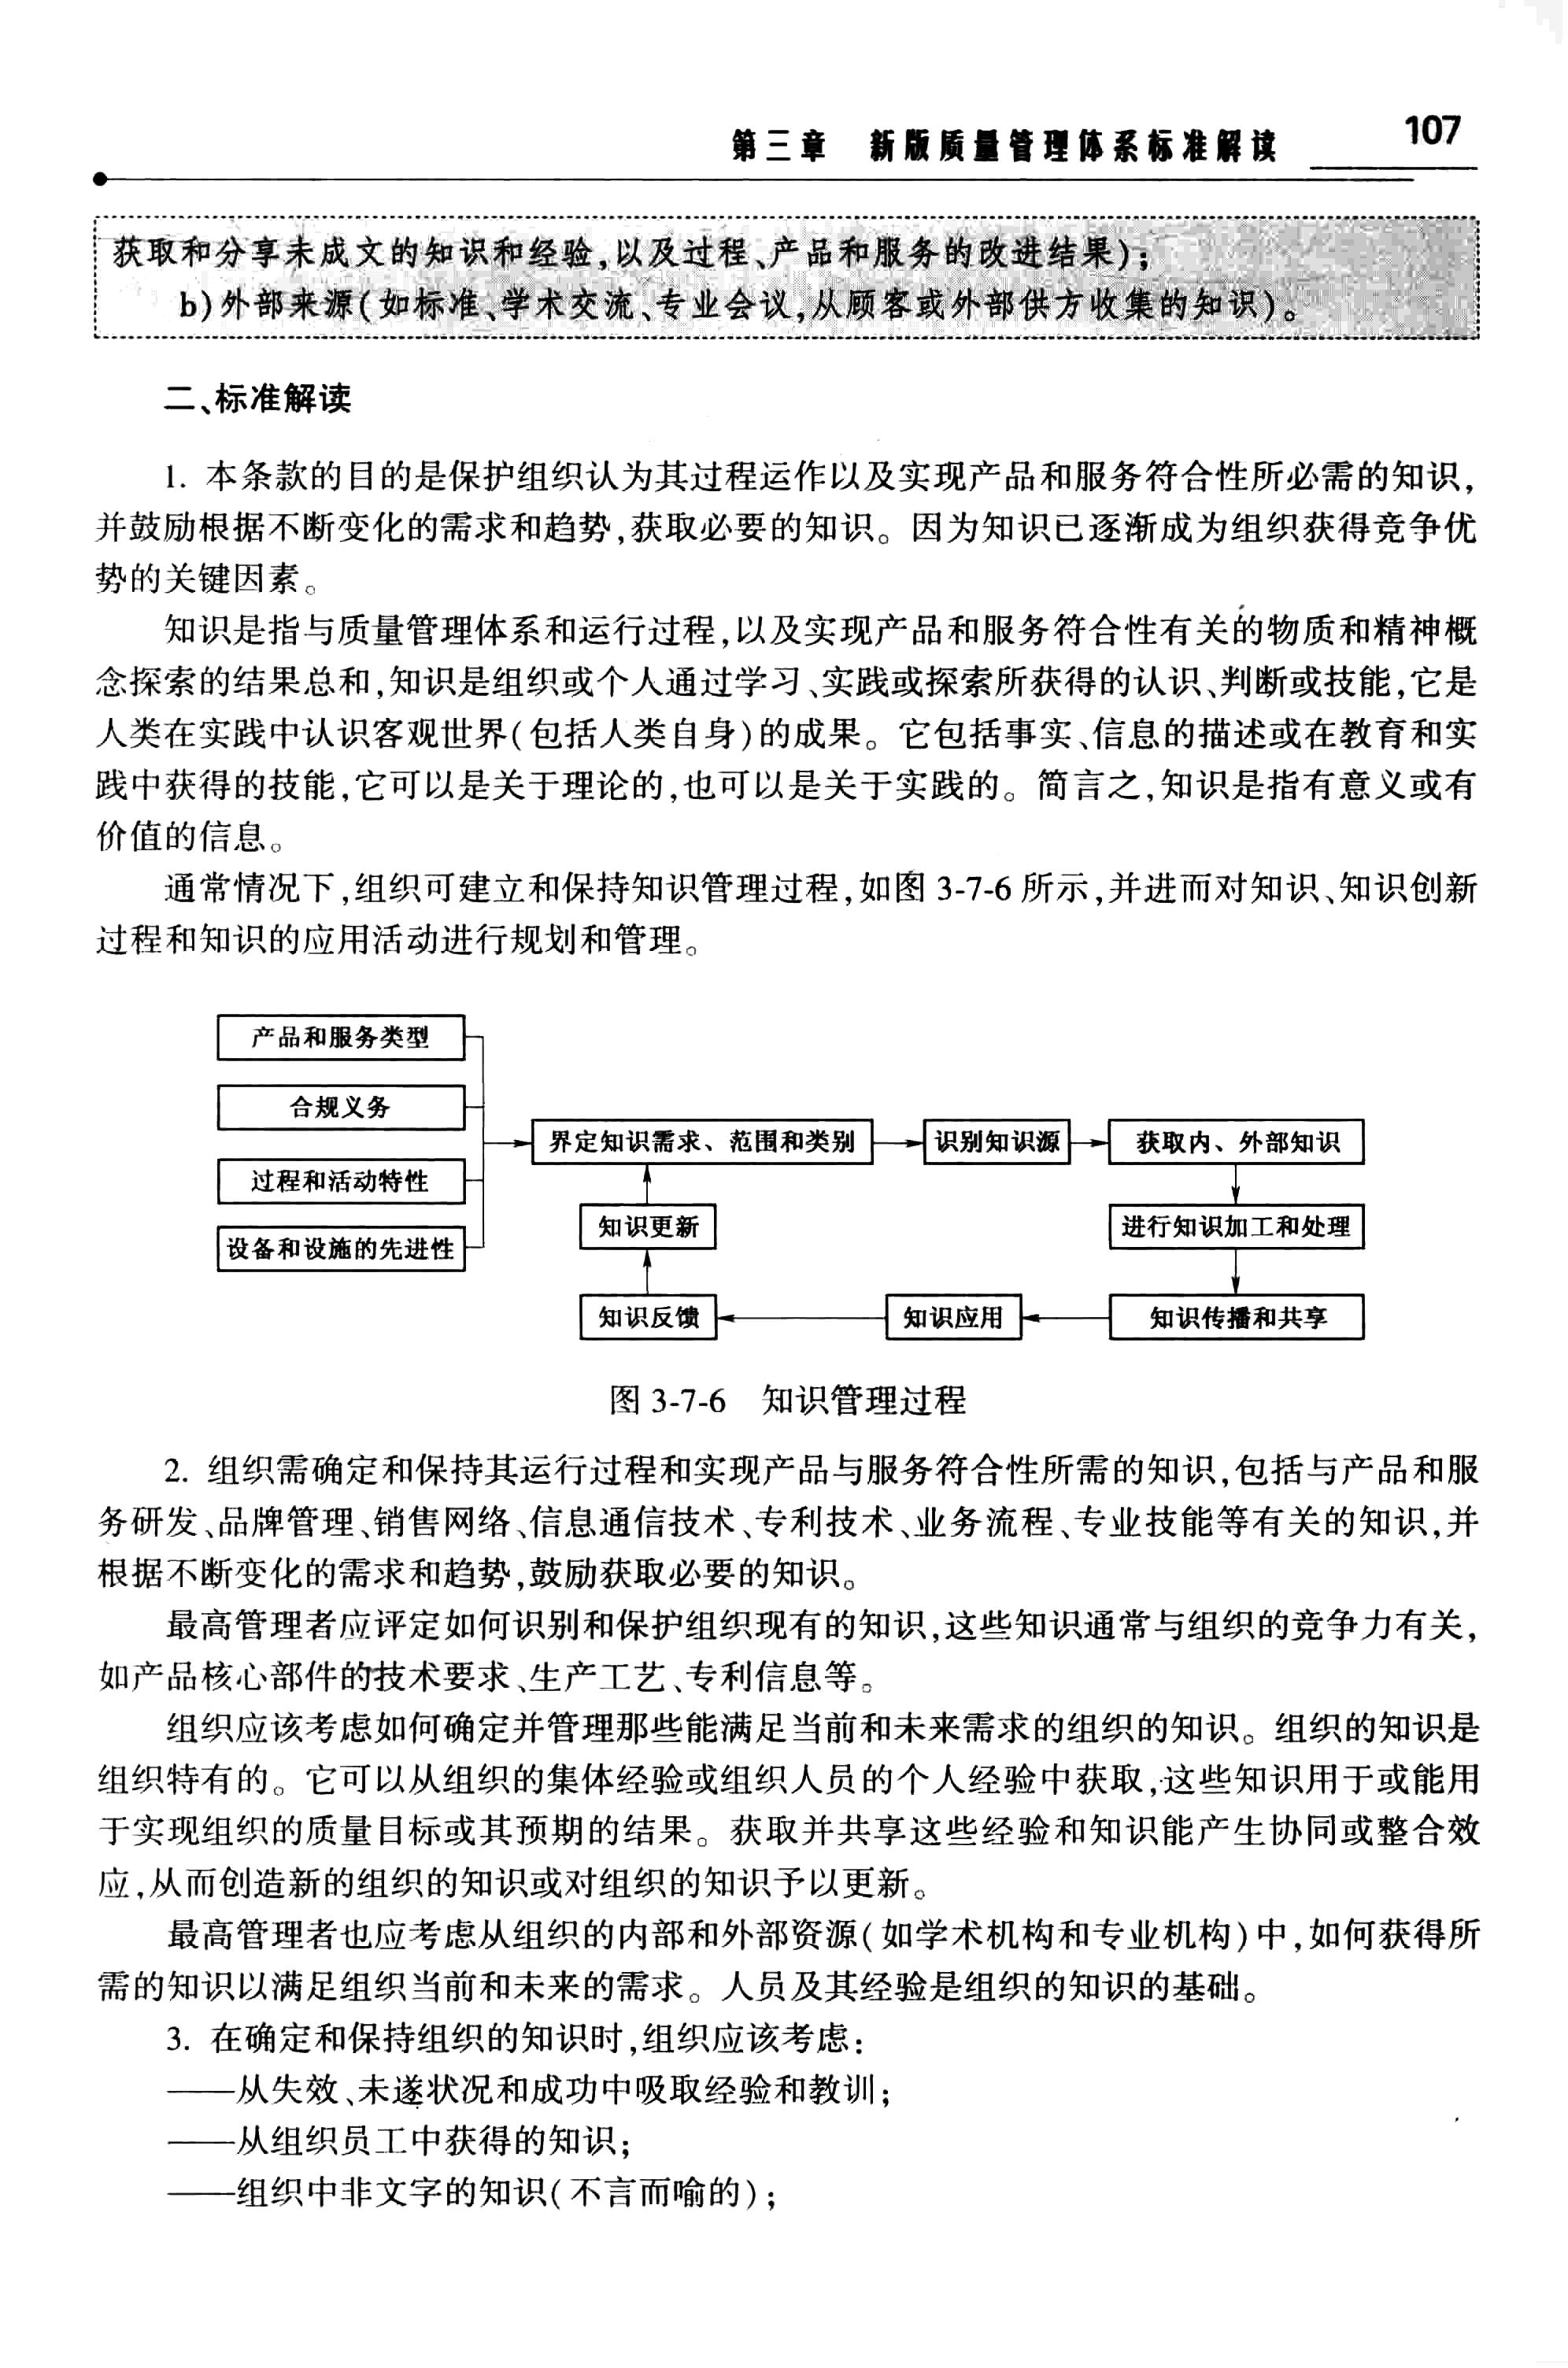 第三章 新版质量管理体系标准解读 107
获取和分享未成文的知识和经验,以及过程、产品和服务的改进结果);
b)外部来源(如标准、学术交流、专业会议,从顾客或外部供方收集的知识)。
二、标准解读
1. 本条款的目的是保护组织认为其过程运作以及实现产品和服务符合性所必需的知识,
并鼓励根据不断变化的需求和趋势,获取必要的知识。因为知识已逐渐成为组织获得竞争优
势的关键因素。
知识是指与质量管理体系和运行过程,以及实现产品和服务符合性有关的物质和精神概
念探索的结果总和,知识是组织或个人通过学习、实践或探索所获得的认识、判断或技能,它是
人类在实践中认识客观世界(包括人类自身)的成果。它包括事实、信息的描述或在教育和实
践中获得的技能,它可以是关于理论的,也可以是关于实践的。简言之,知识是指有意义或有
价值的信息。
通常情况下,组织可建立和保持知识管理过程,如图 3-7-6 所示,并进而对知识、知识创新
过程和知识的应用活动进行规划和管理。
产品和服务类型
合规义务
过程和活动特性
设备和设施的先进性
界定知识需求、范围和类别
识别知识源
获取内、外部知识
知识更新
进行知识加工和处理
知识反馈
知识应用
知识传播和共享
图 3-7-6 知识管理过程
2. 组织需确定和保持其运行过程和实现产品与服务符合性所需的知识,包括与产品和服
务研发、品牌管理、销售网络、信息通信技术、专利技术、业务流程、专业技能等有关的知识,并
根据不断变化的需求和趋势,鼓励获取必要的知识。
最高管理者应评定如何识别和保护组织现有的知识,这些知识通常与组织的竞争力有关,
如产品核心部件的技术要求、生产工艺、专利信息等。
组织应该考虑如何确定并管理那些能满足当前和未来需求的组织的知识。组织的知识是
组织特有的。它可以从组织的集体经验或组织人员的个人经验中获取,这些知识用于或能用
于实现组织的质量目标或其预期的结果。获取并共享这些经验和知识能产生协同或整合效
应,从而创造新的组织的知识或对组织的知识予以更新。
最高管理者也应考虑从组织的内部和外部资源(如学术机构和专业机构)中,如何获得所
需的知识以满足组织当前和未来的需求。人员及其经验是组织的知识的基础。
3. 在确定和保持组织的知识时,组织应该考虑:
——从失效、未遂状况和成功中吸取经验和教训;
——从组织员工中获得的知识;
——组织中非文字的知识(不言而喻的);